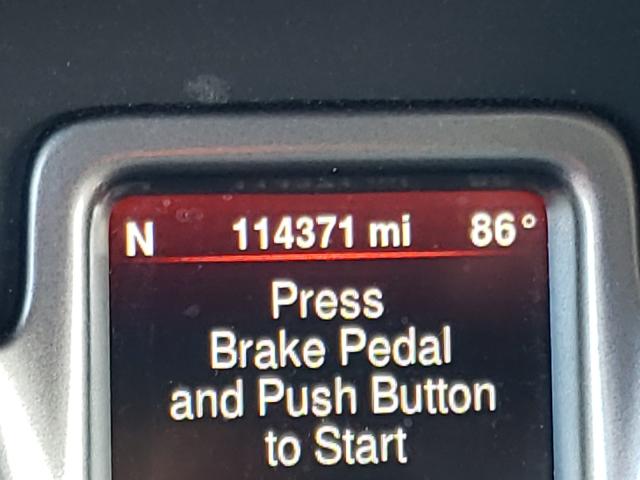 N 114371 mi 86°
Press
Brake Pedal
and Push Button
to Start